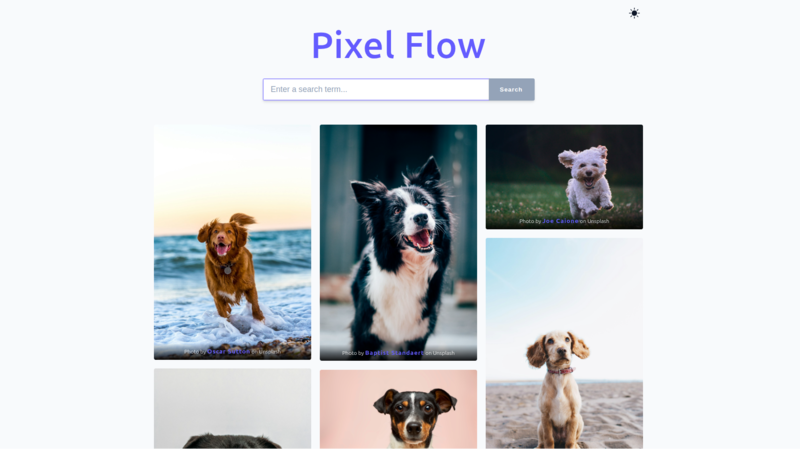 Pixel Flow
Enter a search term...
Search
Photo by Joe Caione on Unsplash
Photo by Oscar Sutton on Unsplash
Photo by Baptist Standaert on Unsplash